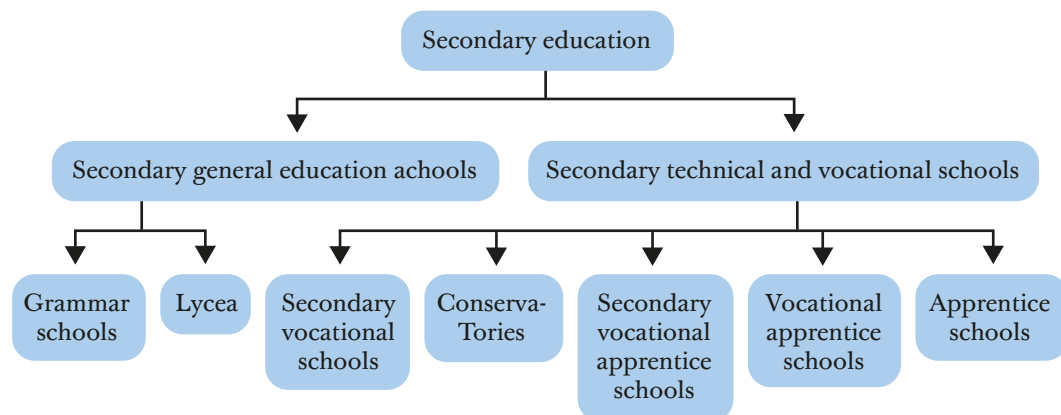 Secondary education
Secondary general education achools
Secondary technical and vocational schools
Grammar
schools
Lycea
Secondary
vocational
schools
Conserva-
Tories
Secondary
vocational
apprentice
schools
Vocational
apprentice
schools
Apprentice
schools